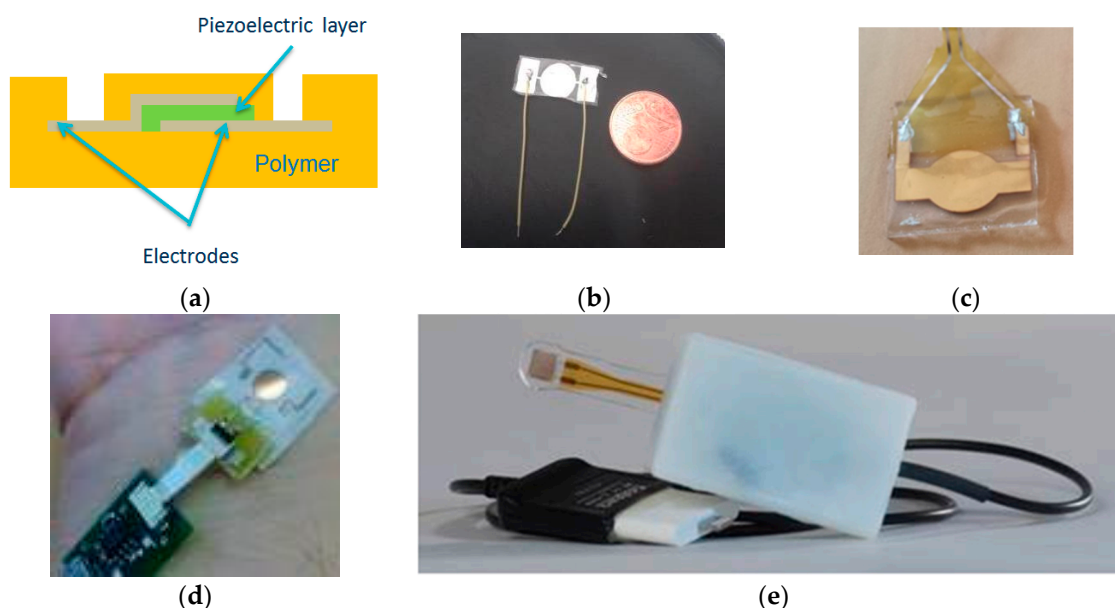 Piezoelectric layer
Polymer
Electrodes
(a)
(b)
(c)
(d)
(e)